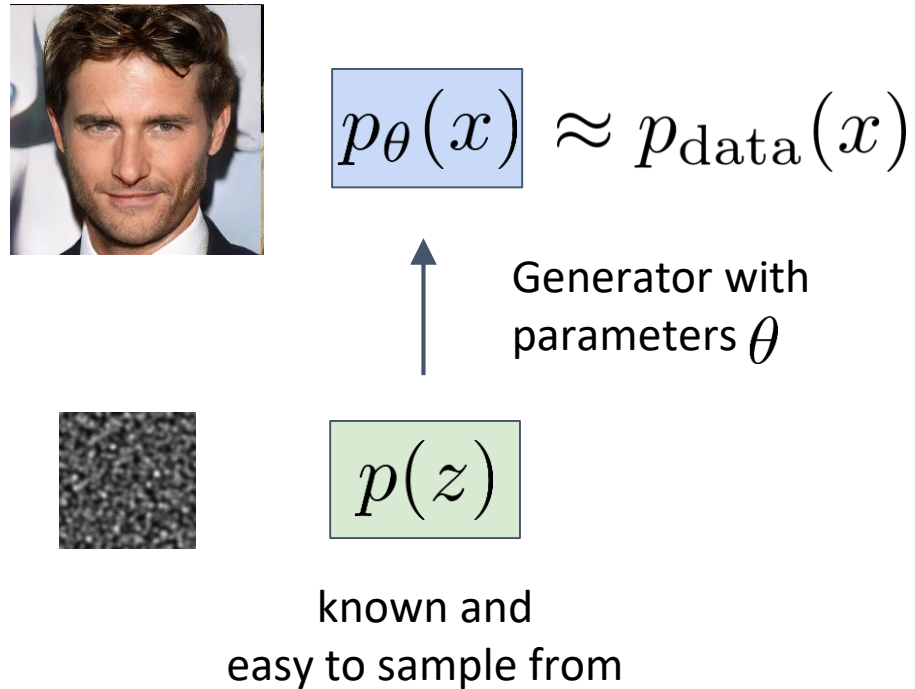 p_θ(x) ≈ p_data(x)
Generator with
parameters θ
p(z)
known and
easy to sample from